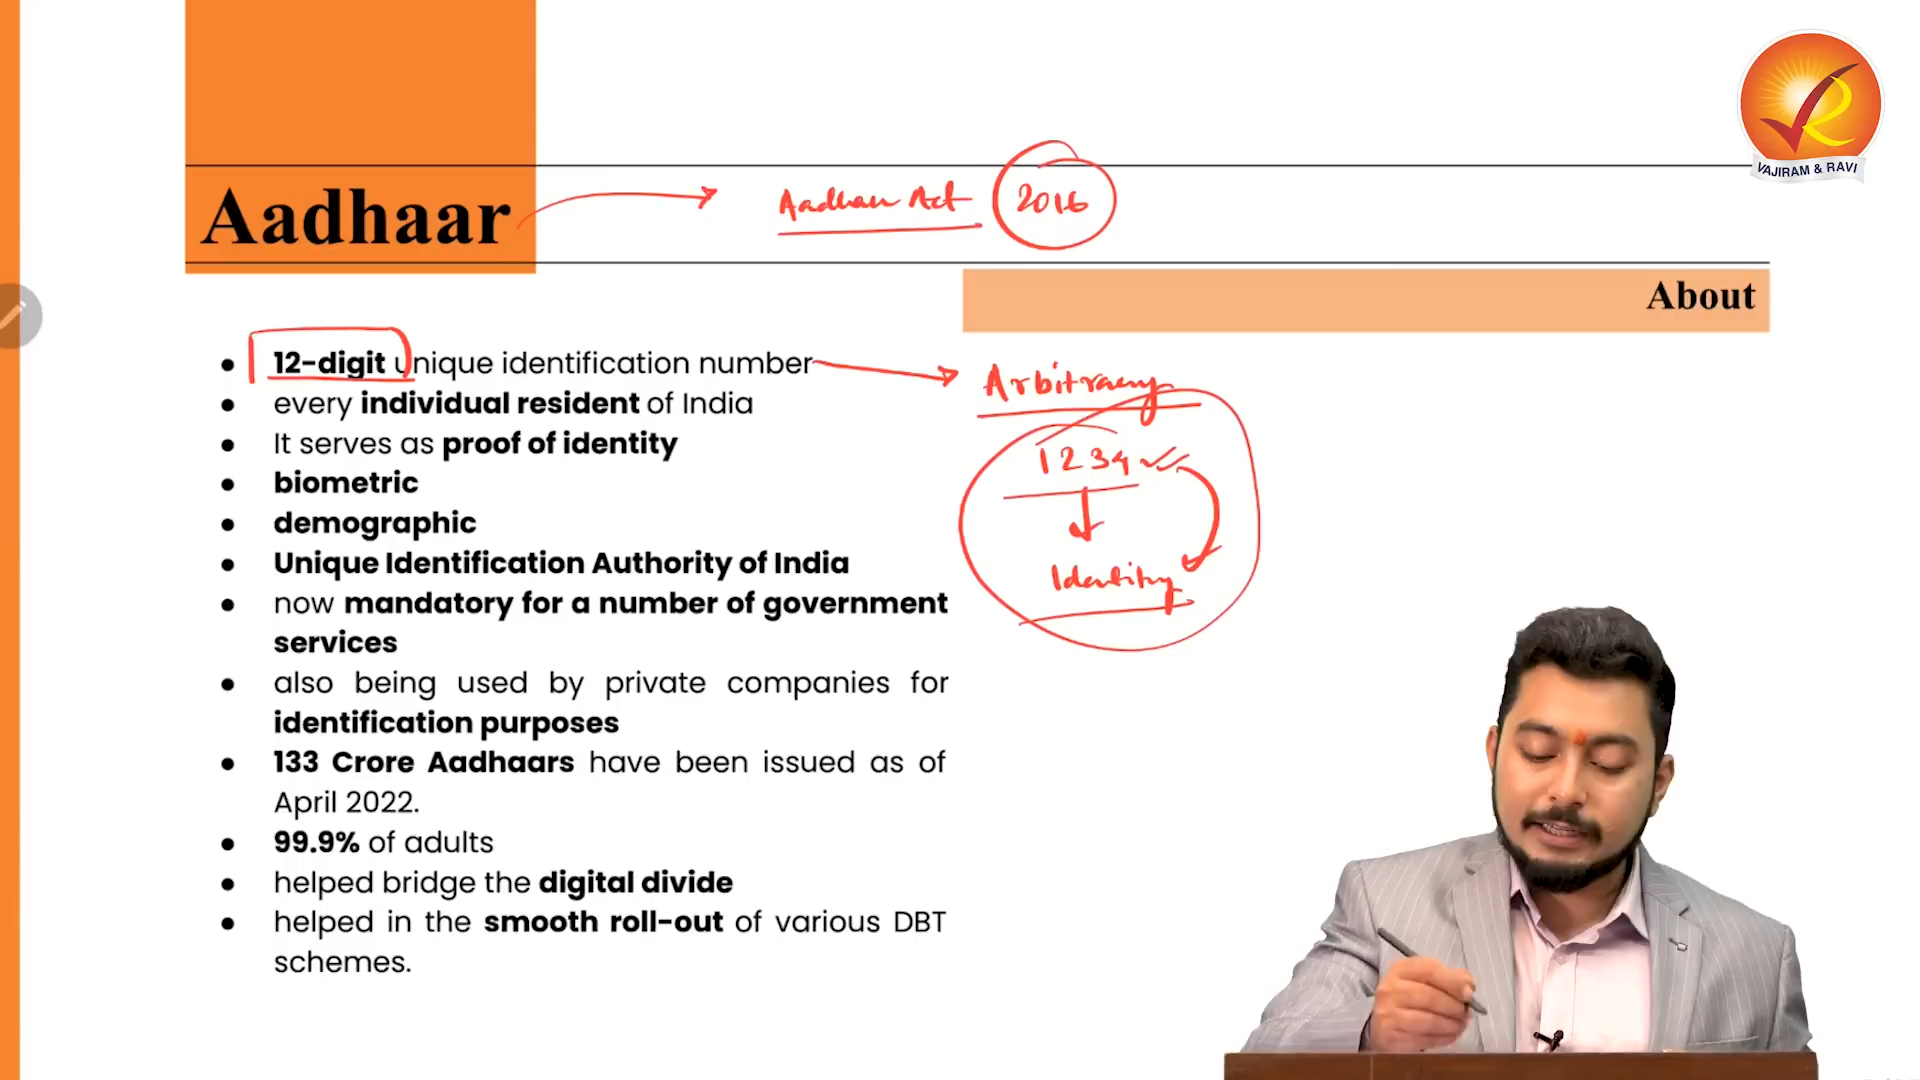 VAJIRAM & RAVI
Aadhaar
Aadhaar Act 2016
About
12-digit unique identification number
Arbitrary
every individual resident of India
It serves as proof of identity
1234
biometric
demographic
Unique Identification Authority of India
Identity
now mandatory for a number of government
services
also being used by private companies for
identification purposes
133 Crore Aadhaars have been issued as of
April 2022.
99.9% of adults
helped bridge the digital divide
helped in the smooth roll-out of various DBT
schemes.